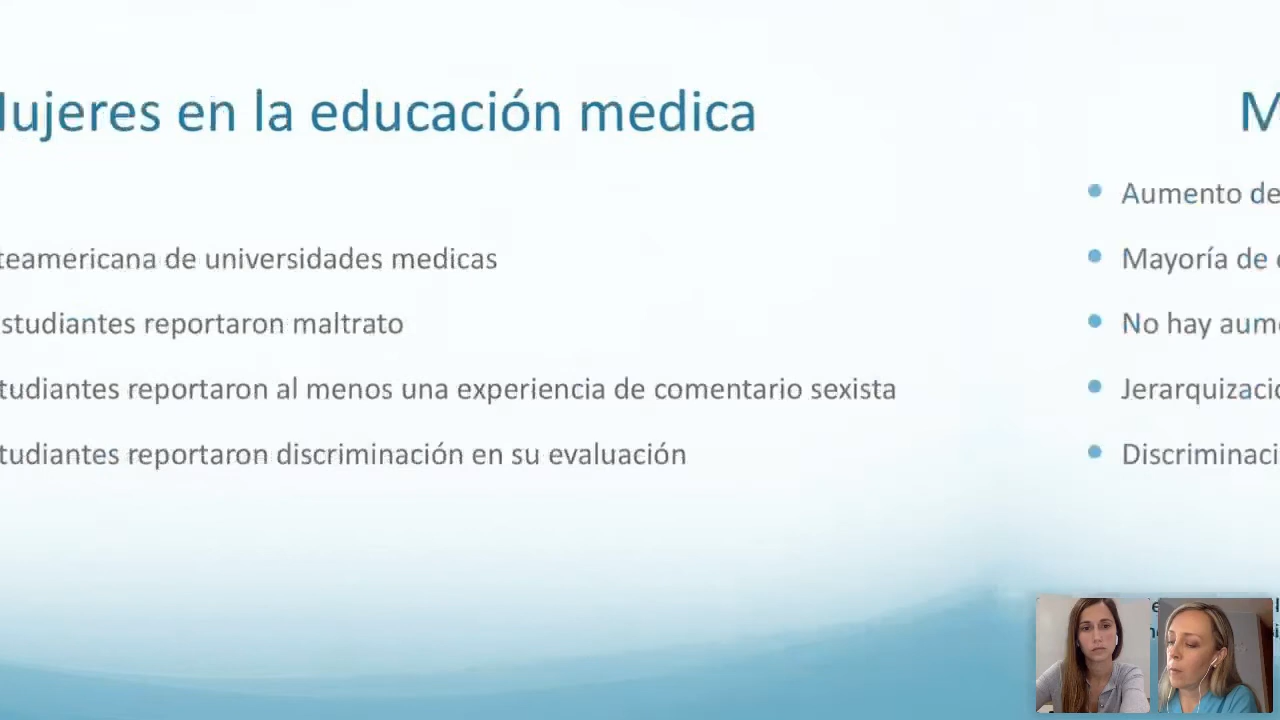 ujeres en la educación medica
teamericana de universidades medicas
studiantes reportaron maltrato
tudiantes reportaron al menos una experiencia de comentario sexista
tudiantes reportaron discriminación en su evaluación
M
Aumento de
Mayoría de
No hay aum
Jerarquizaci
Discriminaci